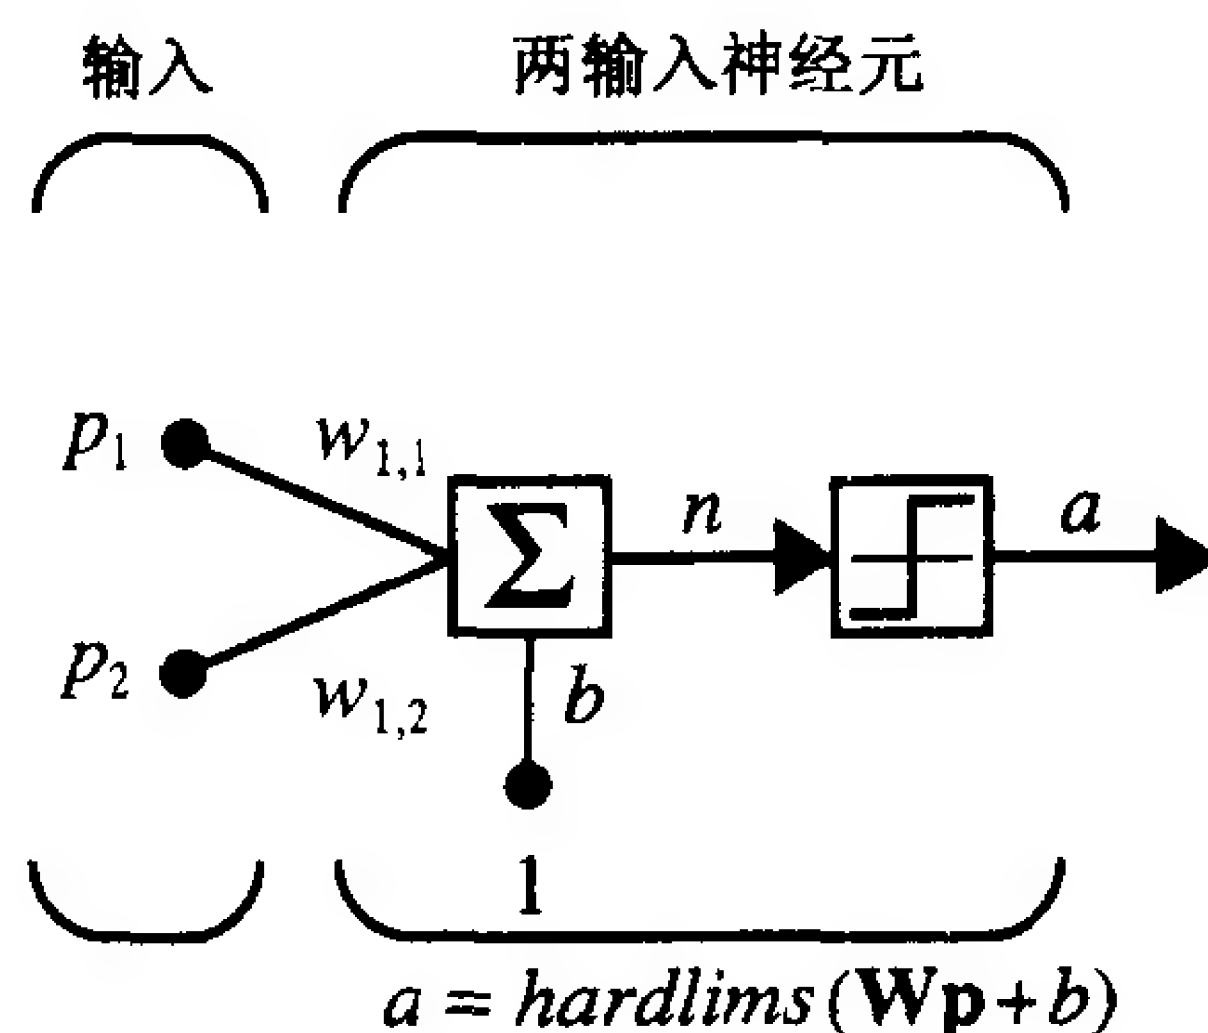 输入 两输入神经元
p₁ w₁,₁
Σ n a
p₂ w₁,₂ b
1
a = hardlims(Wp+b)